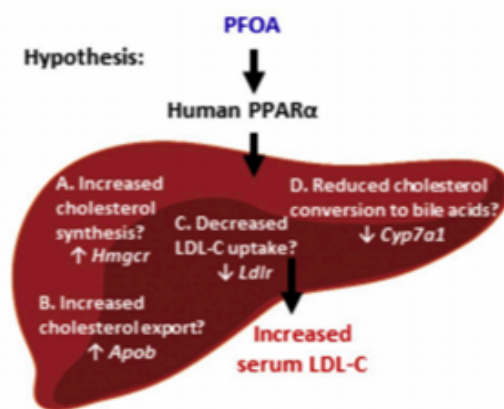 PFOA
Hypothesis:
Human PPARα
A. Increased
cholesterol
synthesis?
↑ Hmgcr
B. Increased
cholesterol export?
↑ Apob
C. Decreased
LDL-C uptake?
↓ Ldlr
D. Reduced cholesterol
conversion to bile acids?
↓ Cyp7a1
Increased
serum LDL-C